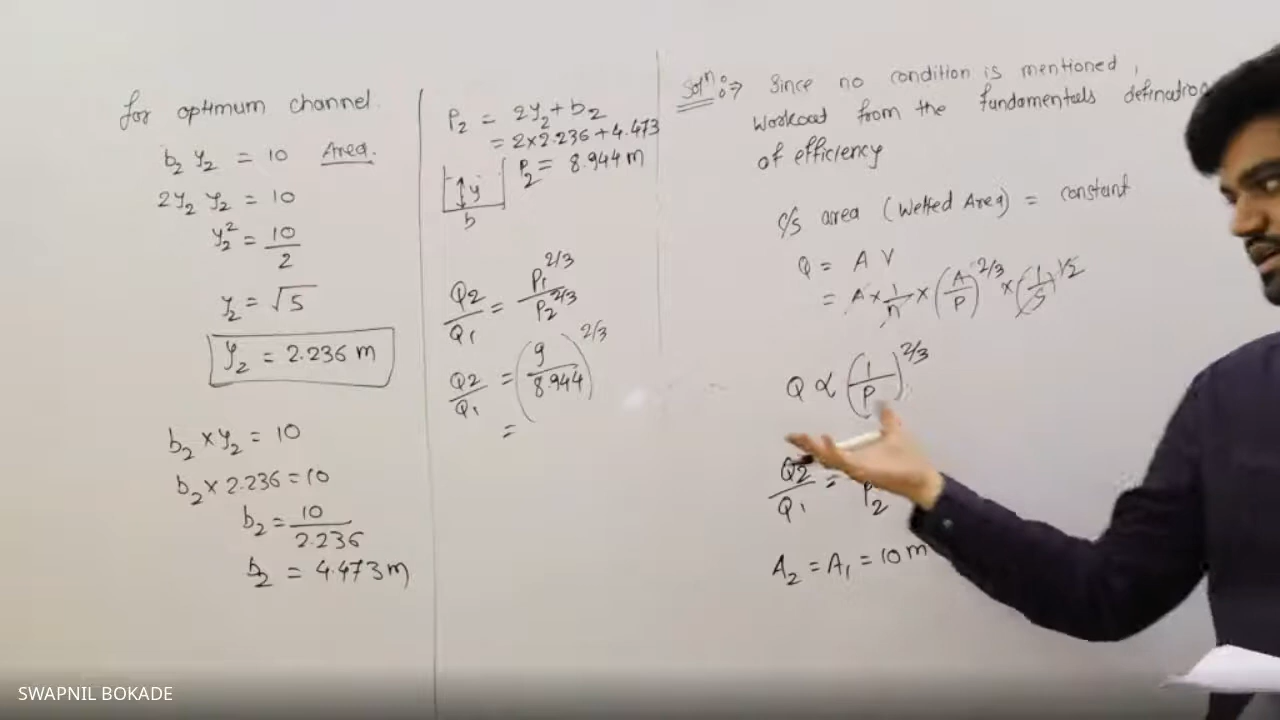 for optimum channel.
b₂ y₂ = 10 Area.
2y₂ y₂ = 10
y₂² = 10/2
y₂ = √5
y₂ = 2.236 m
b₂ × y₂ = 10
b₂ × 2.236 = 10
b₂ = 10/2.236
b₂ = 4.473 m
P₂ = 2y₂ + b₂
= 2×2.236 + 4.473
P₂ = 8.944 m
y
b
Q₂/Q₁ = P₁^2/3 / P₂^2/3
Q₂/Q₁ = (9/8.944)^2/3
=
Solⁿ:⇒ Since no condition is mentioned,
workout from the fundamentals defination
of efficiency
c/s area (Wetted Area) = constant
Q = A V
= A × 1/n × (A/P)^2/3 × (1/S)^1/2
Q ∝ (1/P)^2/3
Q₂/Q₁ = P₂
A₂ = A₁ = 10 m
SWAPNIL BOKADE